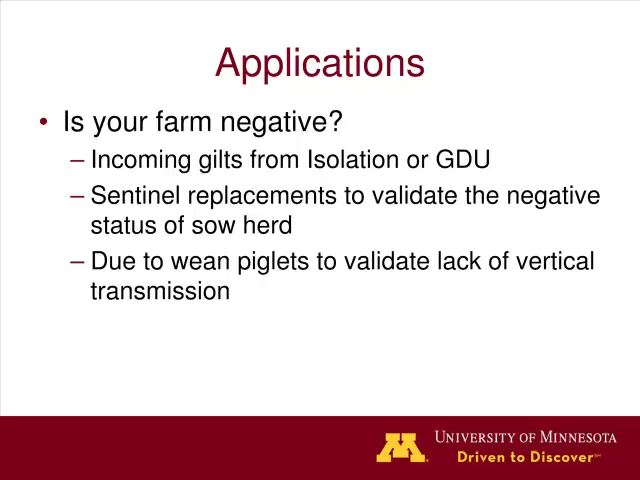 Applications
• Is your farm negative?
– Incoming gilts from Isolation or GDU
– Sentinel replacements to validate the negative
status of sow herd
– Due to wean piglets to validate lack of vertical
transmission
M
UNIVERSITY OF MINNESOTA
Driven to Discover℠